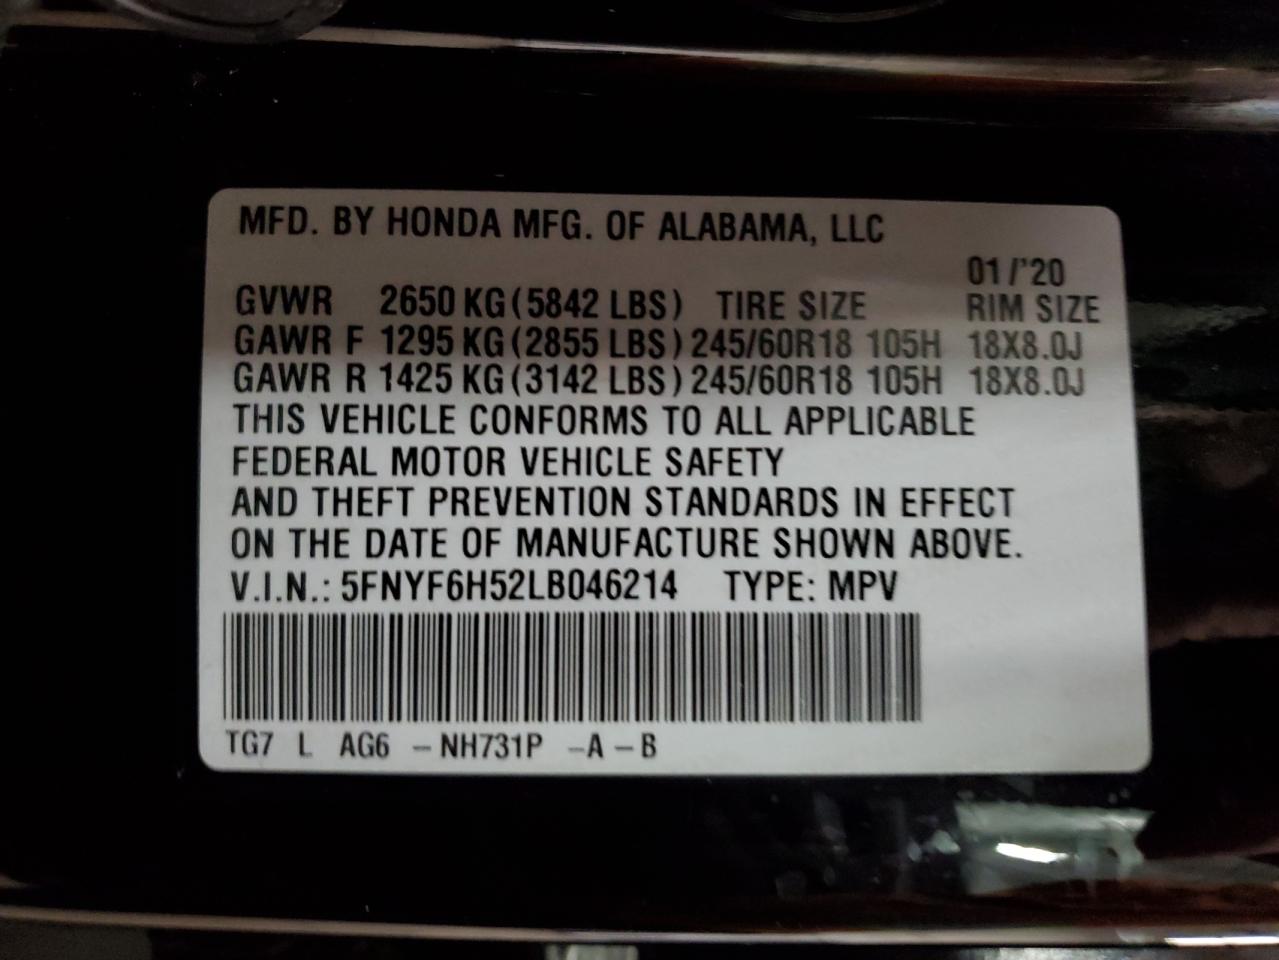 MFD. BY HONDA MFG. OF ALABAMA, LLC
01/'20
GVWR 2650 KG (5842 LBS) TIRE SIZE RIM SIZE
GAWR F 1295 KG (2855 LBS) 245/60R18 105H 18X8.0J
GAWR R 1425 KG (3142 LBS) 245/60R18 105H 18X8.0J
THIS VEHICLE CONFORMS TO ALL APPLICABLE
FEDERAL MOTOR VEHICLE SAFETY
AND THEFT PREVENTION STANDARDS IN EFFECT
ON THE DATE OF MANUFACTURE SHOWN ABOVE.
V.I.N.: 5FNYF6H52LB046214 TYPE: MPV
TG7 L AG6 –NH731P –A–B